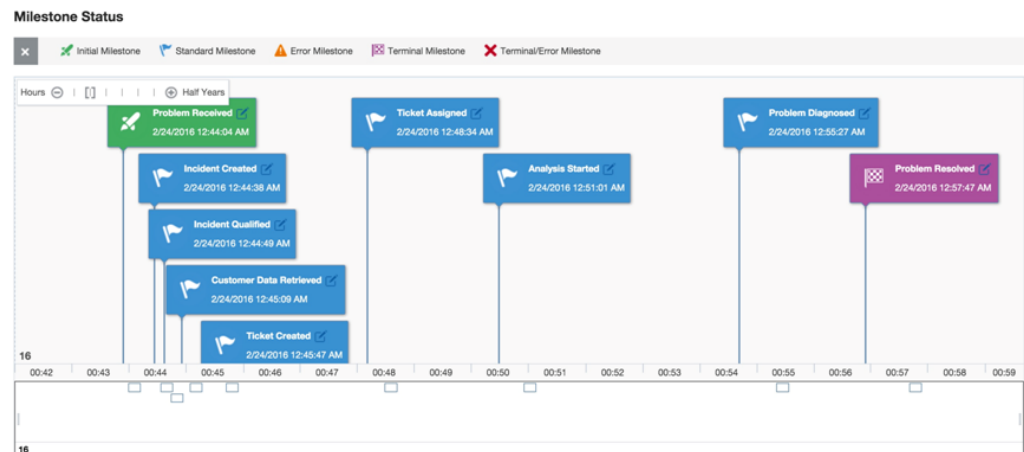 Milestone Status
× Initial Milestone Standard Milestone Error Milestone Terminal Milestone Terminal/Error Milestone
Hours Half Years
Problem Received
2/24/2016 12:44:04 AM
Ticket Assigned
2/24/2016 12:48:34 AM
Problem Diagnosed
2/24/2016 12:55:27 AM
Incident Created
2/24/2016 12:44:38 AM
Analysis Started
2/24/2016 12:51:01 AM
Problem Resolved
2/24/2016 12:57:47 AM
Incident Qualified
2/24/2016 12:44:49 AM
Customer Data Retrieved
2/24/2016 12:45:09 AM
Ticket Created
2/24/2016 12:45:47 AM
16
00:42 00:43 00:44 00:45 00:46 00:47 00:48 00:49 00:50 00:51 00:52 00:53 00:54 00:55 00:56 00:57 00:58 00:59
16